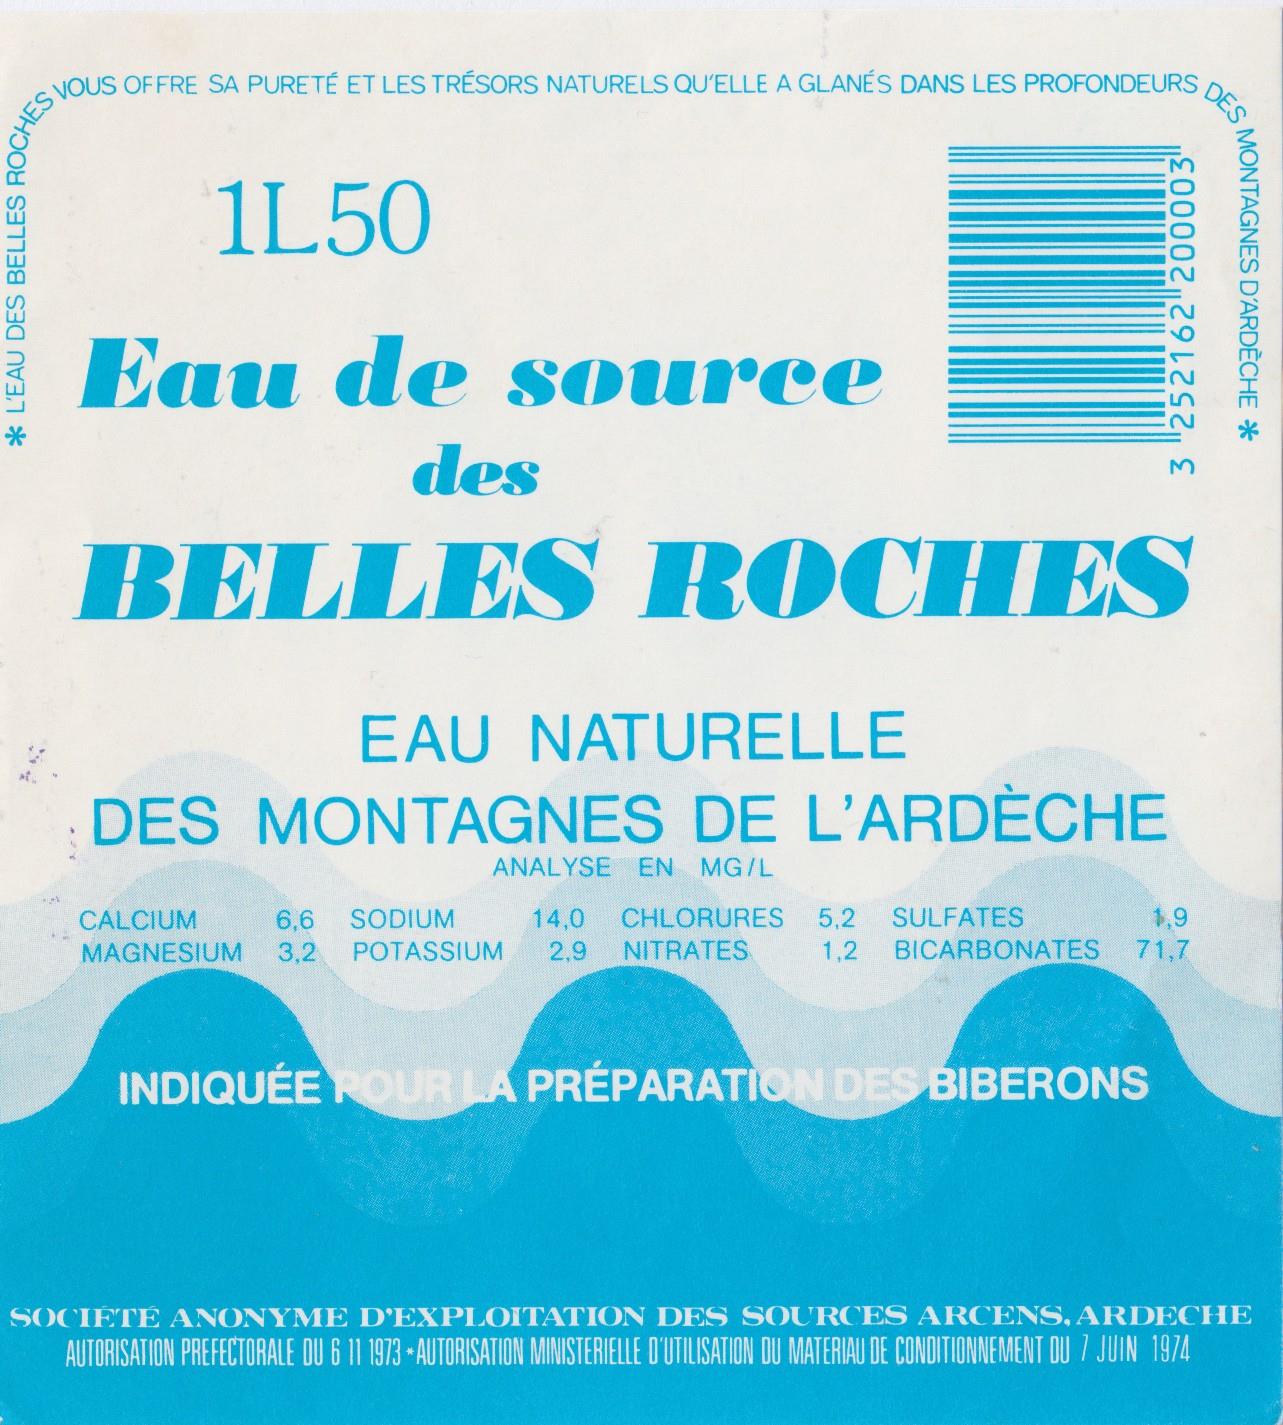 * L'EAU DES BELLES ROCHES VOUS OFFRE SA PURETÉ ET LES TRÉSORS NATURELS QU'ELLE A GLANÉS DANS LES PROFONDEURS DES MONTAGNES D'ARDÈCHE *
1L50
3 252162 200003
Eau de source
des
BELLES ROCHES
EAU NATURELLE
DES MONTAGNES DE L'ARDÈCHE
ANALYSE EN MG/L
CALCIUM 6,6 SODIUM 14,0 CHLORURES 5,2 SULFATES 1,9
MAGNESIUM 3,2 POTASSIUM 2,9 NITRATES 1,2 BICARBONATES 71,7
INDIQUÉE POUR LA PRÉPARATION DES BIBERONS
SOCIÉTÉ ANONYME D'EXPLOITATION DES SOURCES ARCENS, ARDECHE
AUTORISATION PREFECTORALE DU 6 11 1973 * AUTORISATION MINISTERIELLE D'UTILISATION DU MATERIAU DE CONDITIONNEMENT DU 7 JUIN 1974